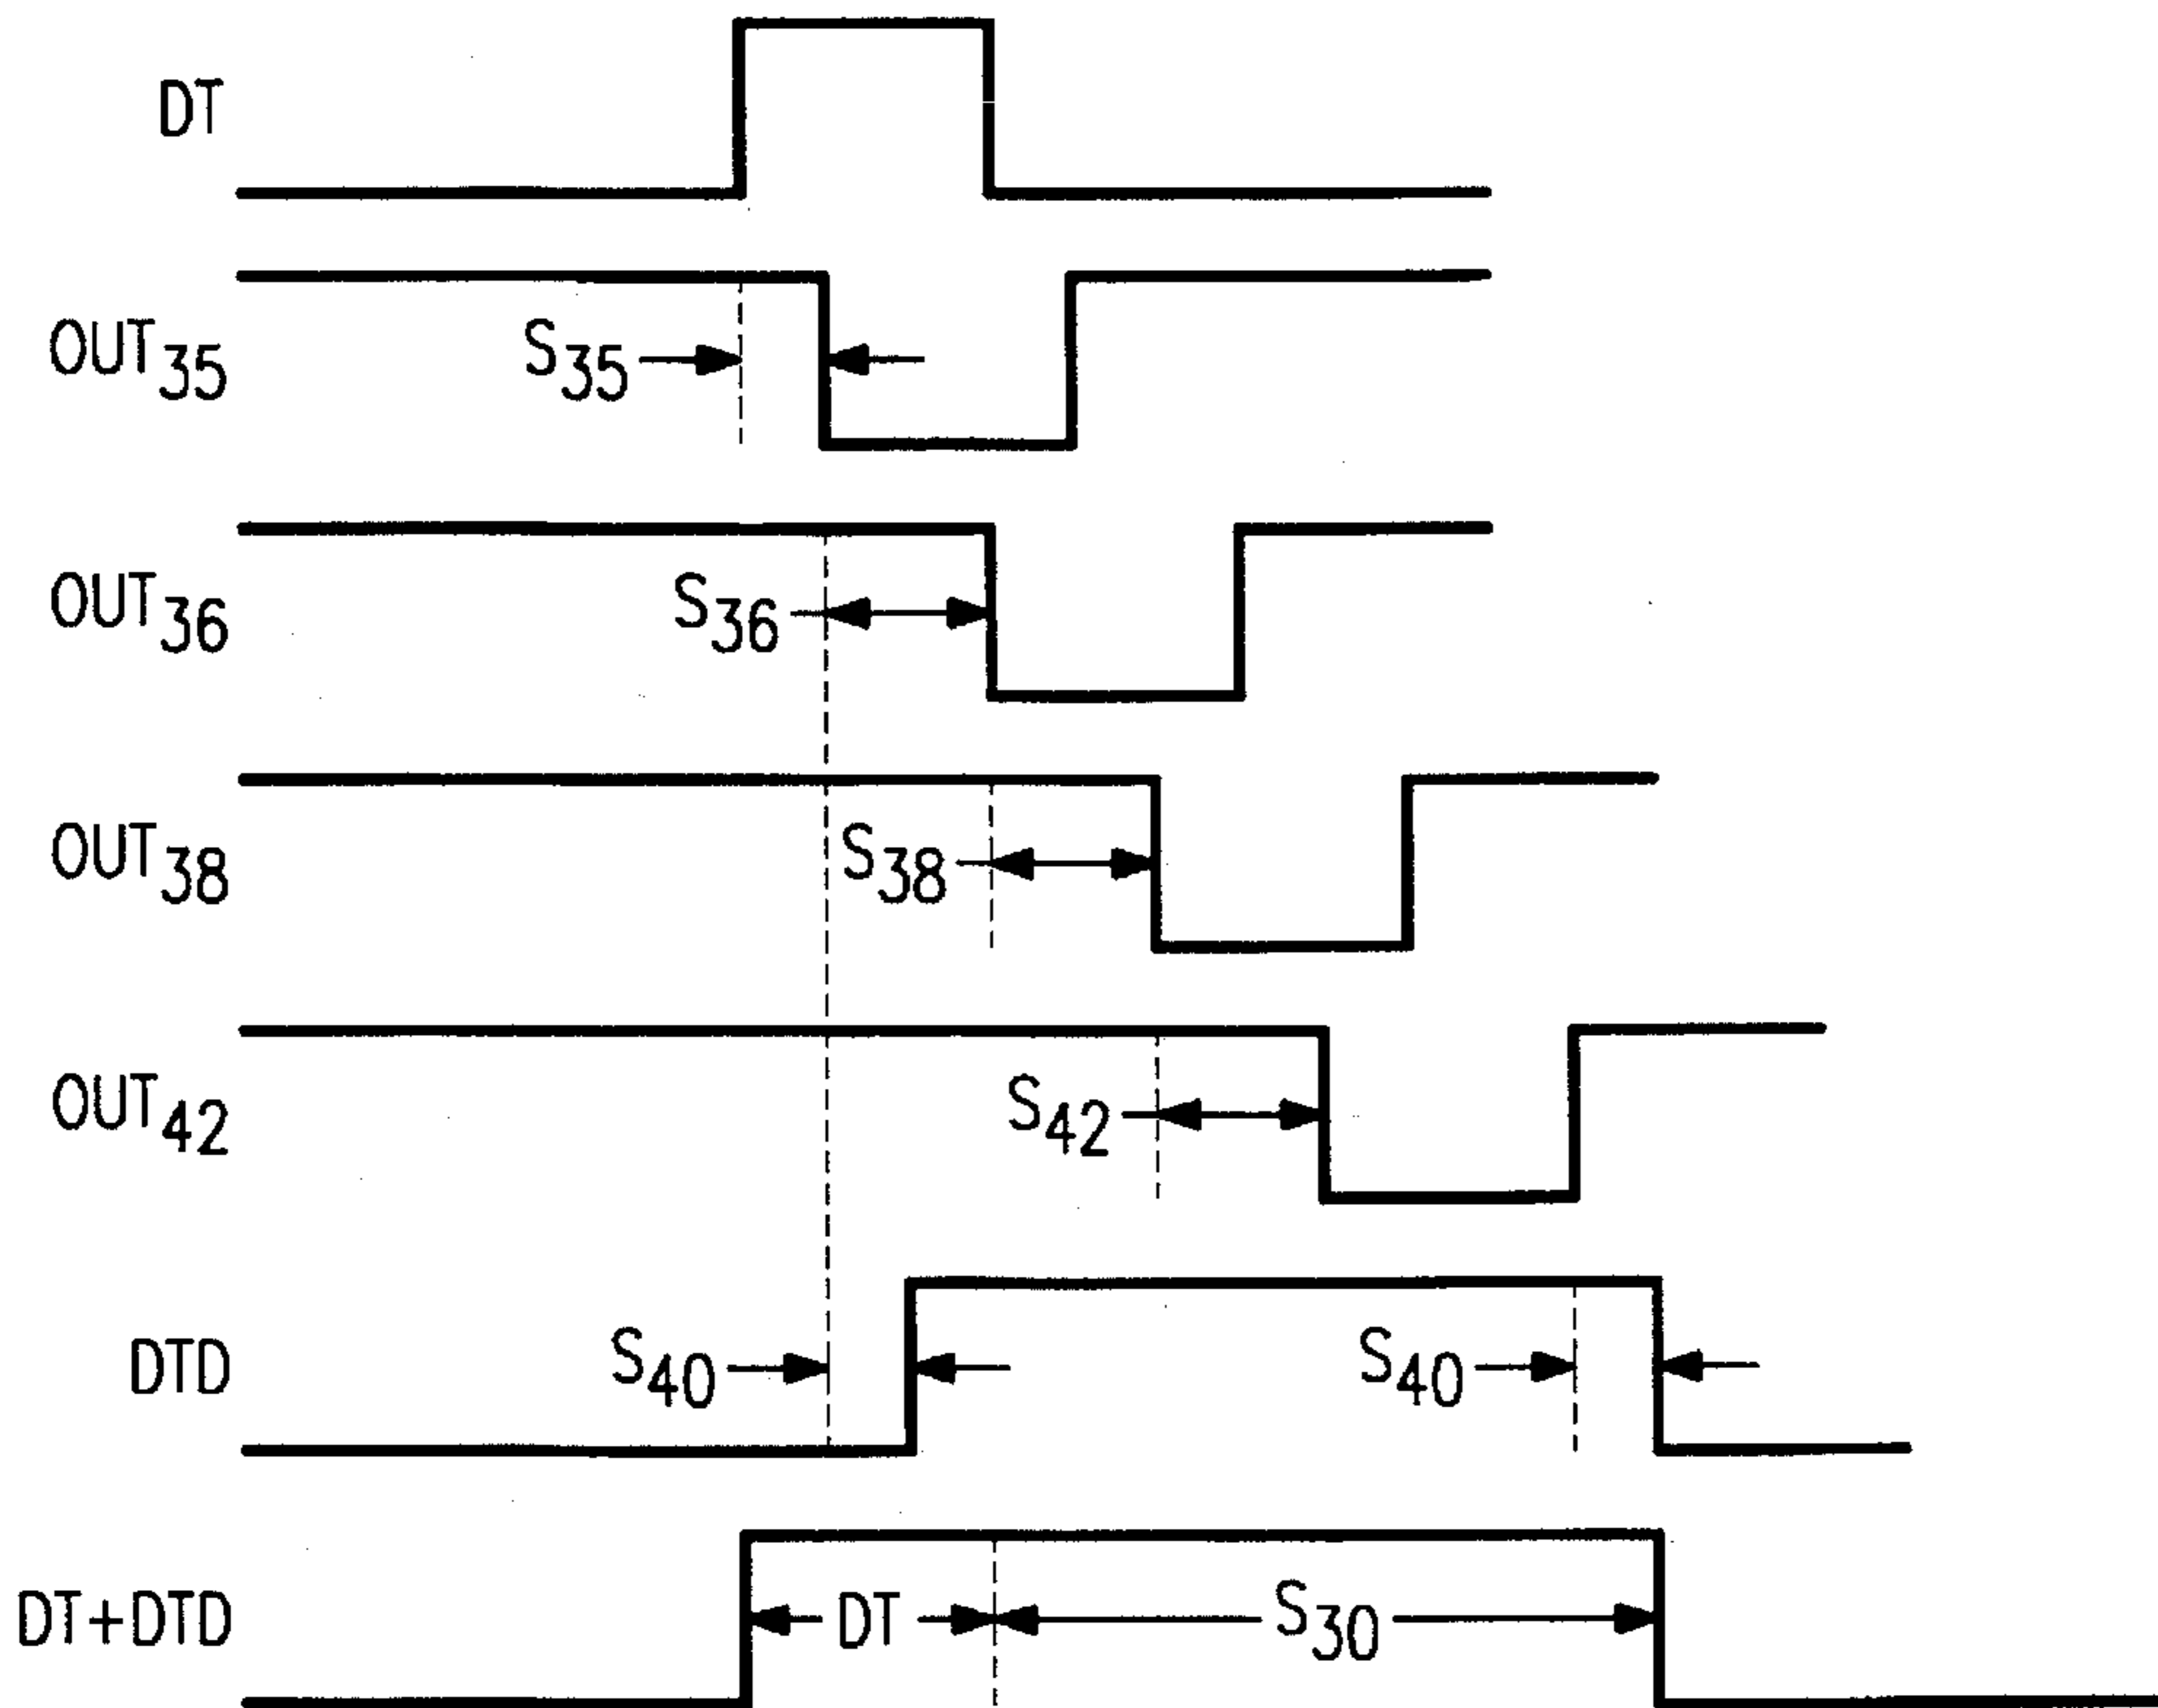 DT
OUT35 S35
OUT36 S36
OUT38 S38
OUT42 S42
DTD S40 S40
DT+DTD DT S30